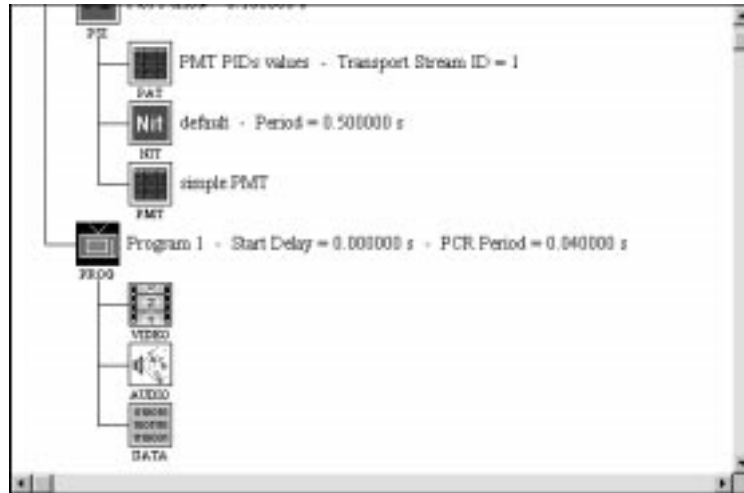 PSI
PMT PIDs values - Transport Stream ID = 1
PAT
Nit
default - Period = 0.500000 s
NIT
simple PMT
PMT
Program 1 - Start Delay = 0.000000 s - PCR Period = 0.040000 s
PROG
VIDEO
AUDIO
DATA